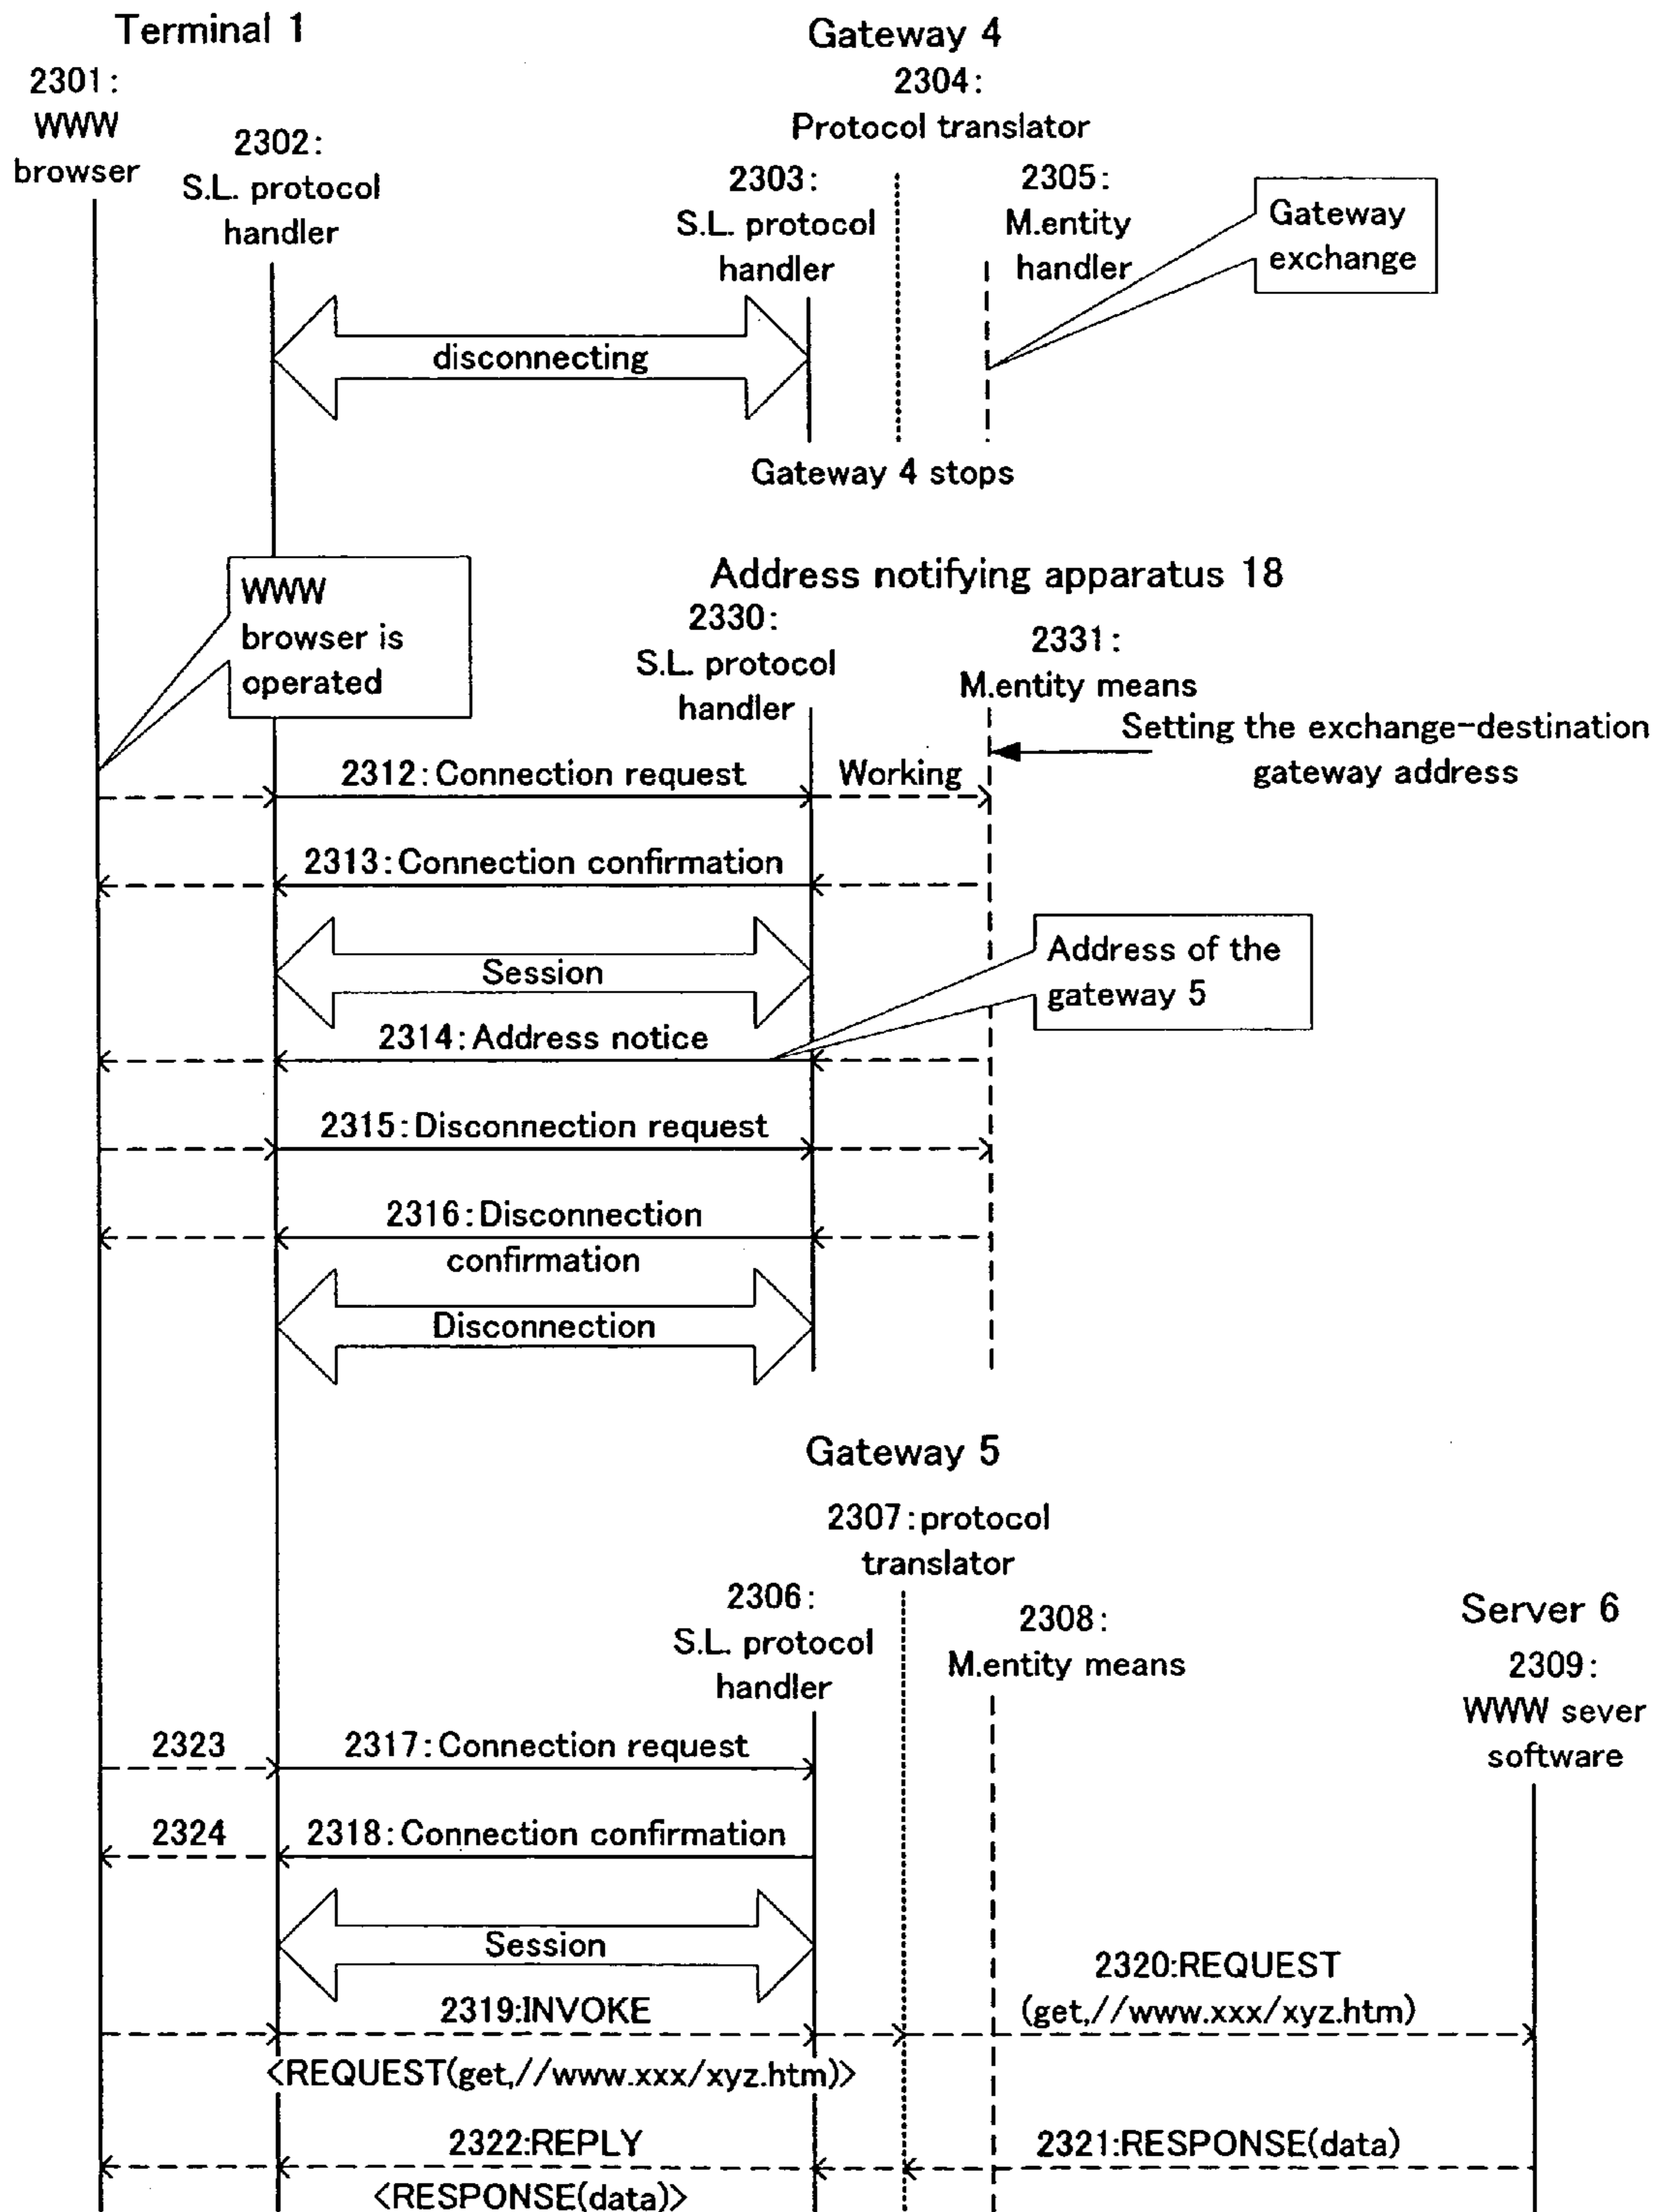 Terminal 1
Gateway 4
2301:
WWW
browser
2302:
S.L. protocol
handler
2304:
Protocol translator
2303:
S.L. protocol
handler
2305:
M.entity
handler
Gateway
exchange
disconnecting
Gateway 4 stops
WWW
browser is
operated
Address notifying apparatus 18
2330:
S.L. protocol
handler
2331:
M.entity means
Setting the exchange-destination
gateway address
2312:Connection request
Working
2313:Connection confirmation
Session
Address of the
gateway 5
2314:Address notice
2315:Disconnection request
2316:Disconnection
confirmation
Disconnection
Gateway 5
2307:protocol
translator
2306:
S.L. protocol
handler
2308:
M.entity means
Server 6
2309:
WWW sever
software
2323
2317:Connection request
2324
2318:Connection confirmation
Session
2319:INVOKE
<REQUEST(get,//www.xxx/xyz.htm)>
2320:REQUEST
(get,//www.xxx/xyz.htm)
2322:REPLY
<RESPONSE(data)>
2321:RESPONSE(data)